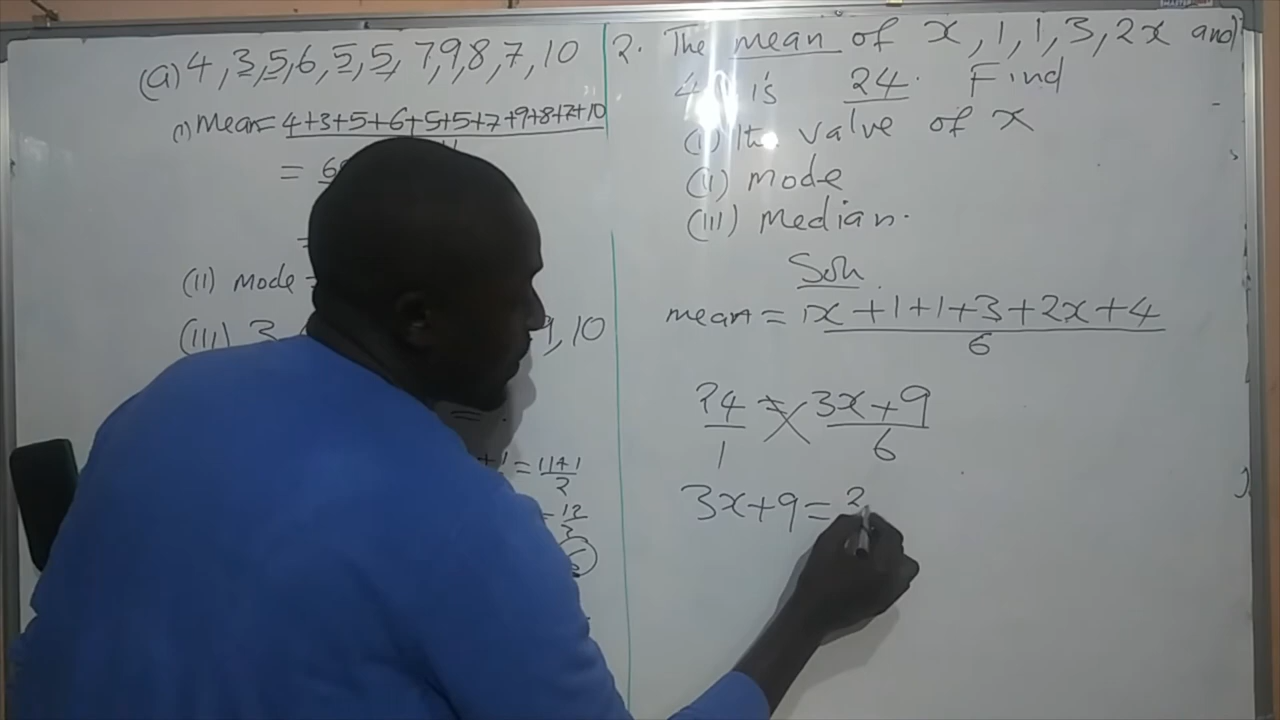 (a) 4, 3, 5, 6, 5, 5, 7, 9, 8, 7, 10
(i) Mean = 4+3+5+6+5+5+7+9+8+7+10
=
=
(ii) mode =
(iii) 3, 9, 10
=
+1 = 11+1
2
= 12
2
6
2. The mean of x, 1, 1, 3, 2x and
4 is 24. Find
(i) the value of x
(ii) mode
(iii) Median.
Soln
mean = x + 1 + 1 + 3 + 2x + 4
6
24 = 3x + 9
1 6
3x + 9 = 2